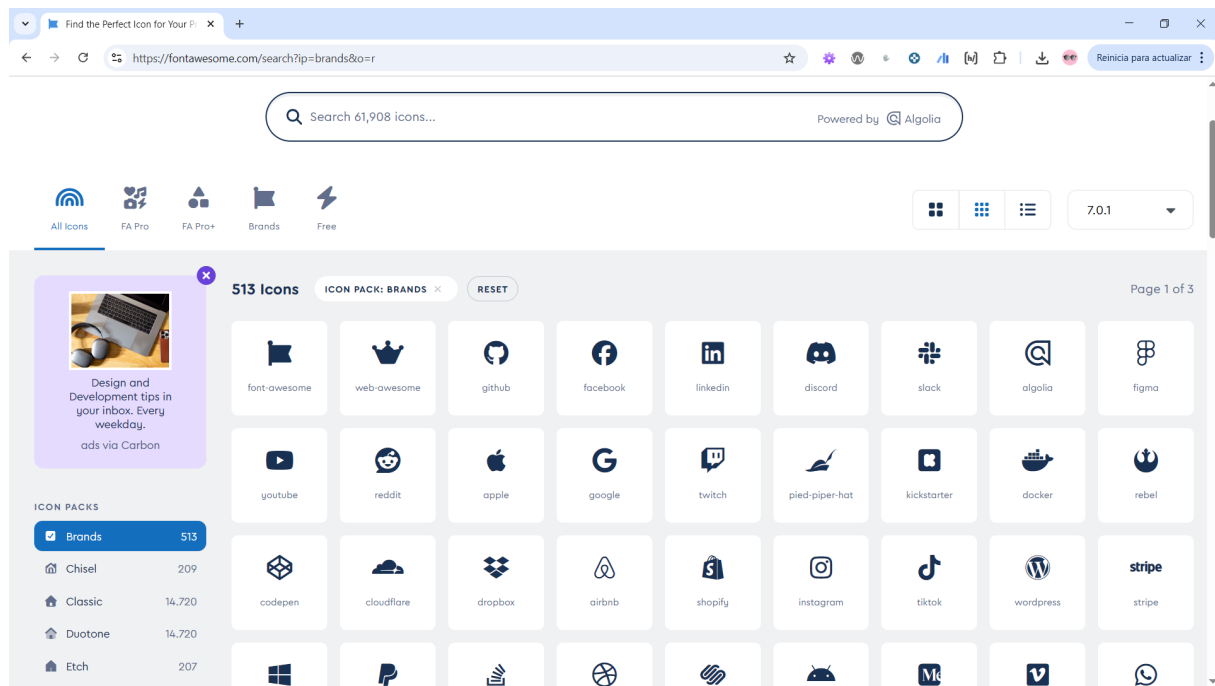 Find the Perfect Icon for Your P
https://fontawesome.com/search?ip=brands&o=r
Reinicia para actualizar
Search 61,908 icons...
Powered by Algolia
All Icons
FA Pro
FA Pro+
Brands
Free
7.0.1
Design and
Development tips in
your inbox. Every
weekday.
ads via Carbon
513 Icons
ICON PACK: BRANDS
RESET
Page 1 of 3
font-awesome
web-awesome
github
facebook
linkedin
discord
slack
algolia
figma
youtube
reddit
apple
google
twitch
pied-piper-hat
kickstarter
docker
rebel
codepen
cloudflare
dropbox
airbnb
shopify
instagram
tiktok
wordpress
stripe
stripe
ICON PACKS
Brands 513
Chisel 209
Classic 14.720
Duotone 14.720
Etch 207